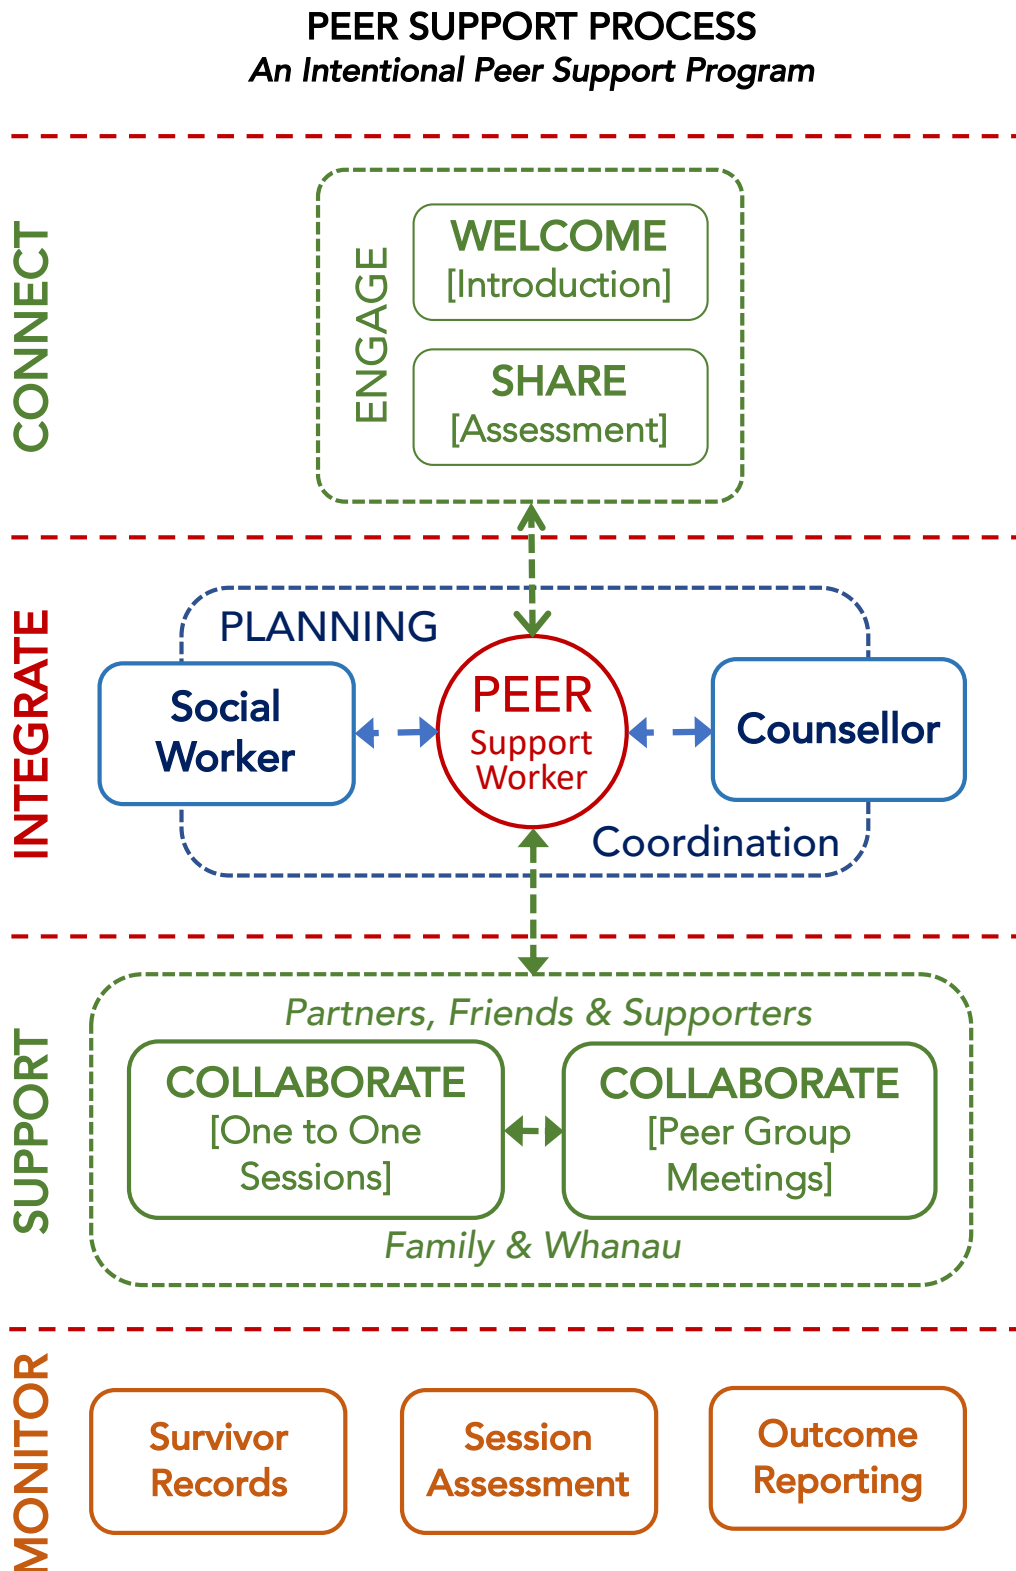 PEER SUPPORT PROCESS
An Intentional Peer Support Program
CONNECT
ENGAGE
WELCOME
[Introduction]
SHARE
[Assessment]
INTEGRATE
PLANNING
Social
Worker
PEER
Support
Worker
Counsellor
Coordination
SUPPORT
Partners, Friends & Supporters
COLLABORATE
[One to One
Sessions]
COLLABORATE
[Peer Group
Meetings]
Family & Whanau
MONITOR
Survivor
Records
Session
Assessment
Outcome
Reporting